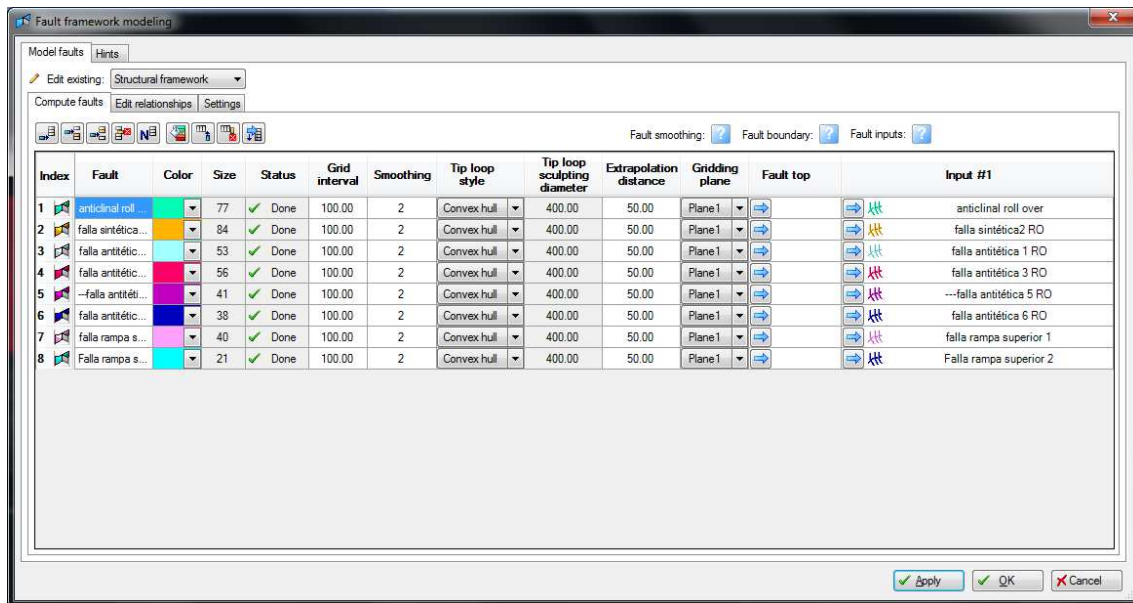 Fault framework modeling
Model faults Hints
Edit existing: Structural framework
Compute faults Edit relationships Settings
Fault smoothing: ? Fault boundary: ? Fault inputs: ?
Index Fault Color Size Status Grid interval Smoothing Tip loop style Tip loop sculpting diameter Extrapolation distance Gridding plane Fault top Input #1
1 anticlinal roll ... 77 Done 100.00 2 Convex hull 400.00 50.00 Plane1 anticlinal roll over
2 falla sintética... 84 Done 100.00 2 Convex hull 400.00 50.00 Plane1 falla sintética2 RO
3 falla antitétic... 53 Done 100.00 2 Convex hull 400.00 50.00 Plane1 falla antitética 1 RO
4 falla antitétic... 56 Done 100.00 2 Convex hull 400.00 50.00 Plane1 falla antitética 3 RO
5 --falla antitéti... 41 Done 100.00 2 Convex hull 400.00 50.00 Plane1 ---falla antitética 5 RO
6 falla antitétic... 38 Done 100.00 2 Convex hull 400.00 50.00 Plane1 falla antitética 6 RO
7 falla rampa s... 40 Done 100.00 2 Convex hull 400.00 50.00 Plane1 falla rampa superior 1
8 Falla rampa s... 21 Done 100.00 2 Convex hull 400.00 50.00 Plane1 Falla rampa superior 2
Apply OK Cancel